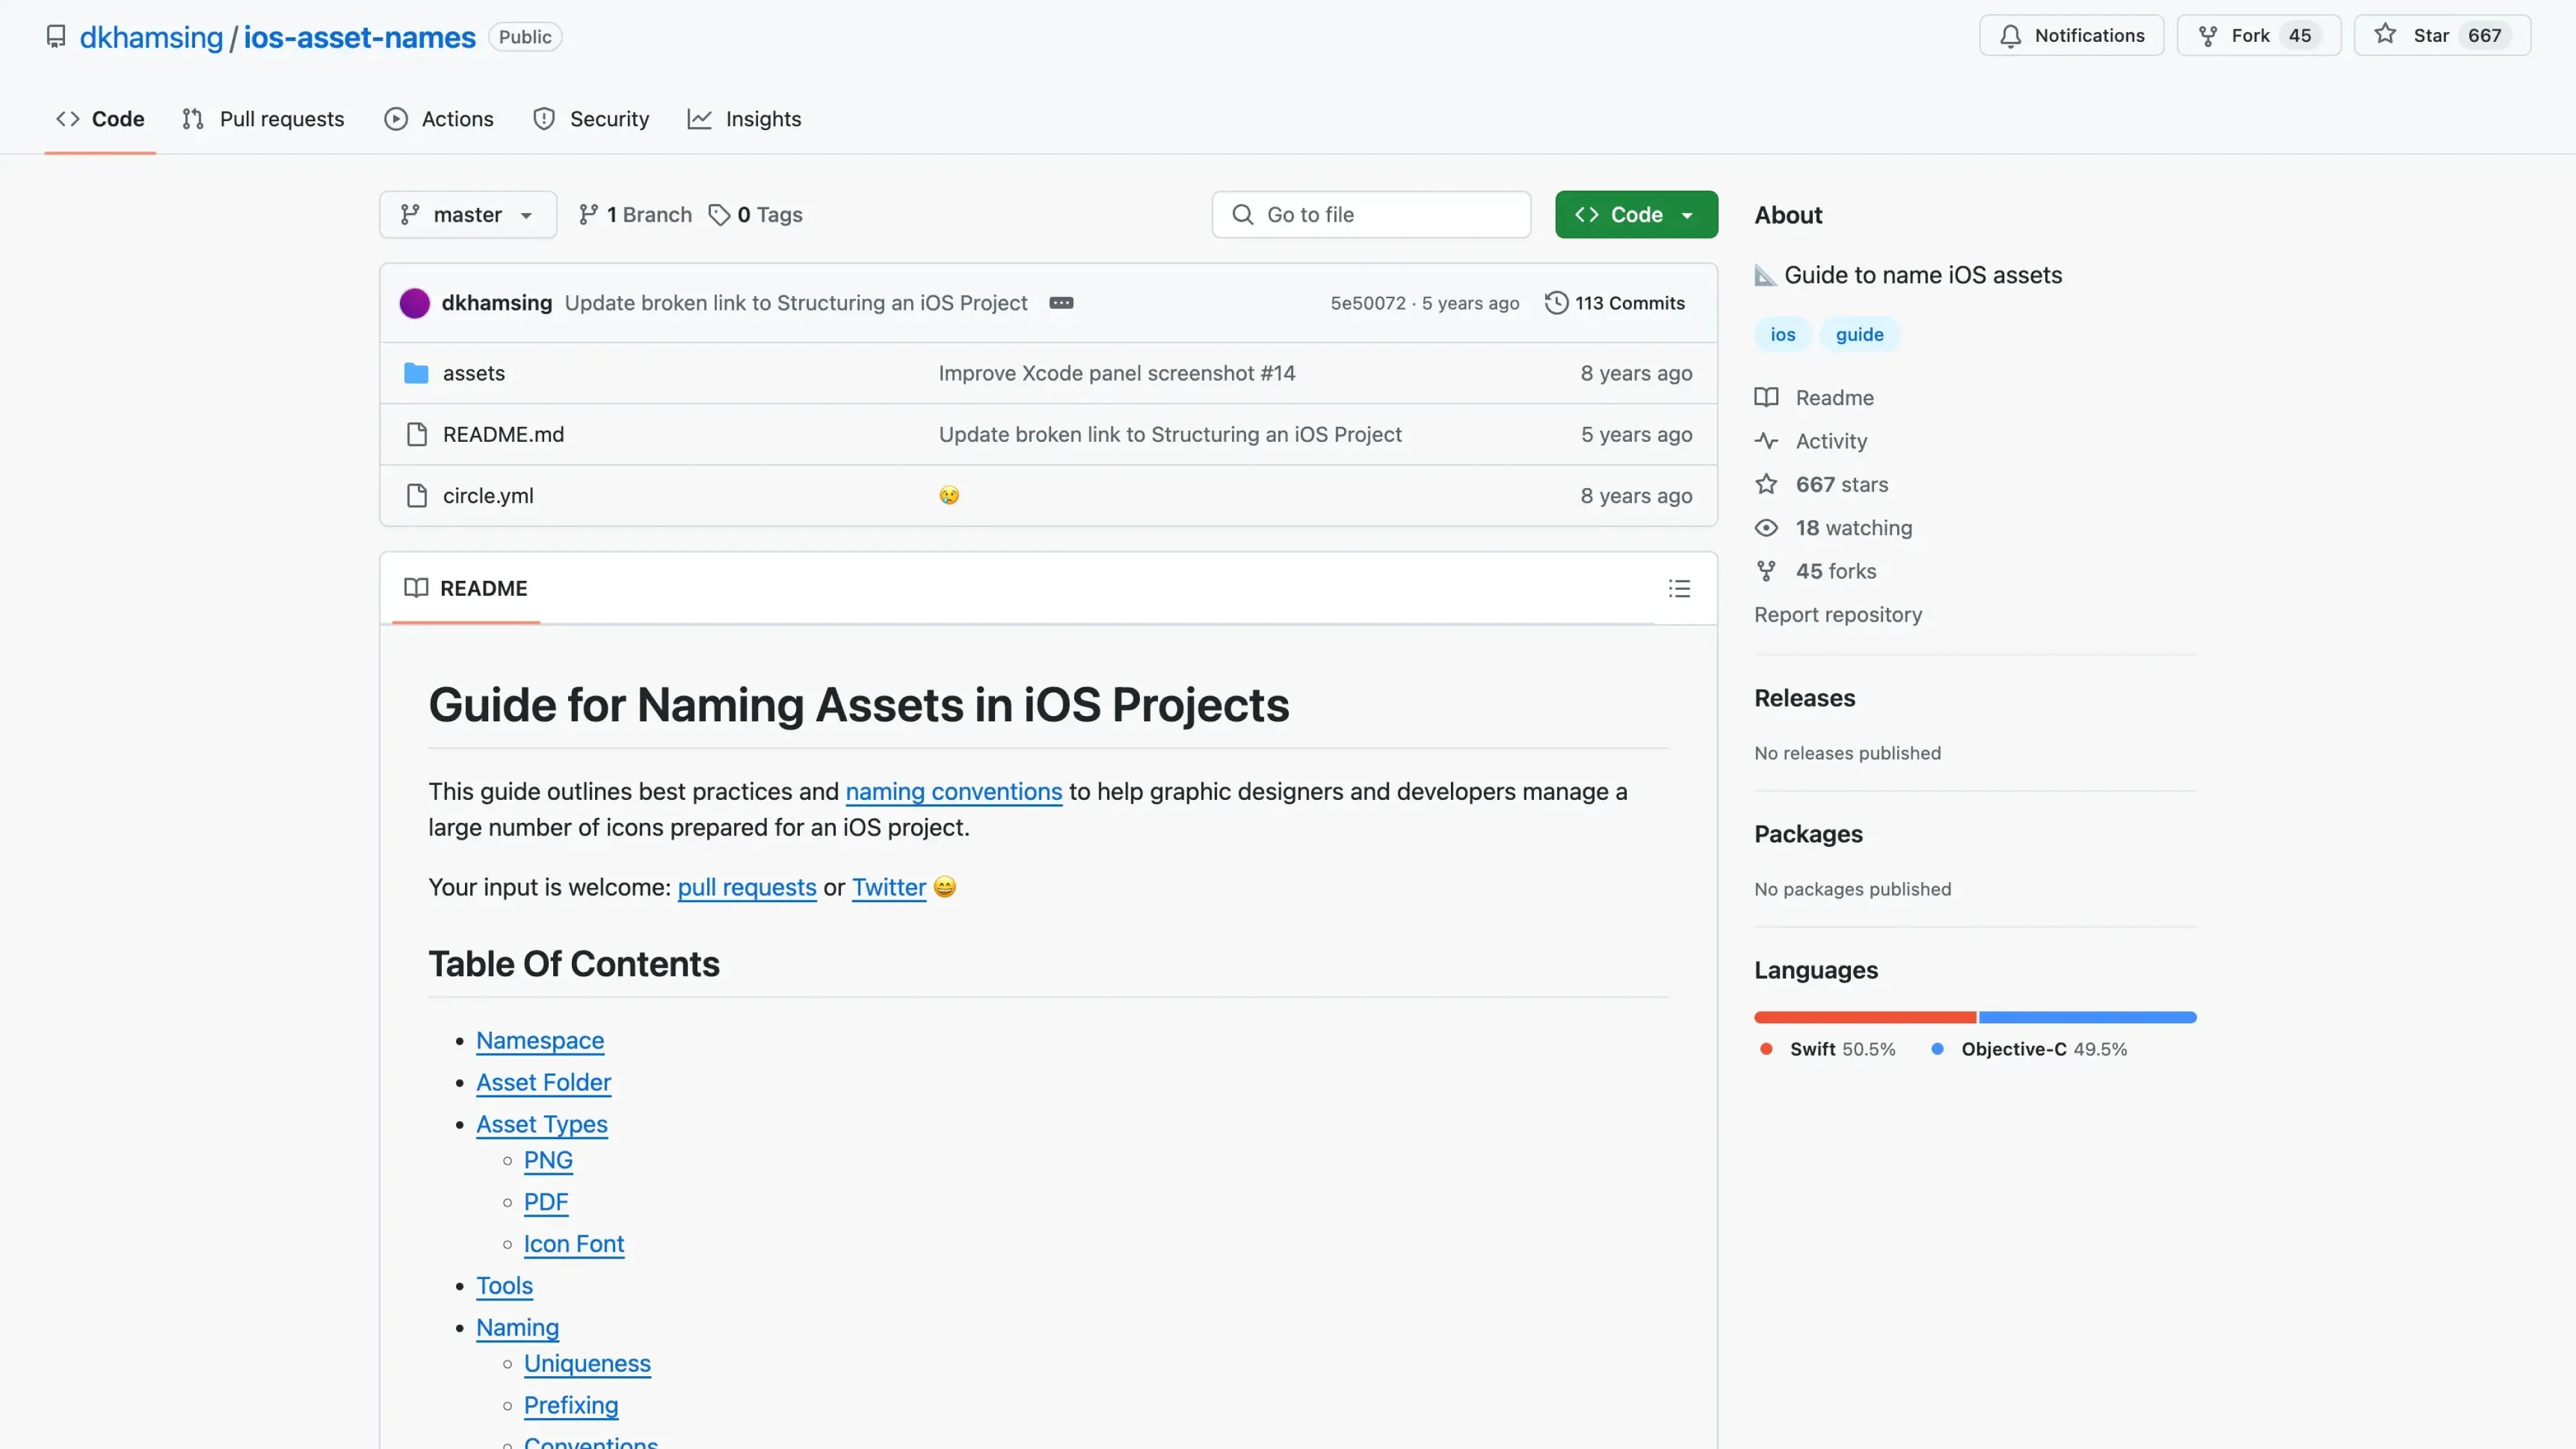 dkhamsing / ios-asset-names Public
Notifications
Fork 45
Star 667
Code
Pull requests
Actions
Security
Insights
master
1 Branch
0 Tags
Go to file
Code
dkhamsing Update broken link to Structuring an iOS Project
5e50072 · 5 years ago
113 Commits
assets
Improve Xcode panel screenshot #14
8 years ago
README.md
Update broken link to Structuring an iOS Project
5 years ago
circle.yml
😢
8 years ago
README
Guide for Naming Assets in iOS Projects
This guide outlines best practices and naming conventions to help graphic designers and developers manage a
large number of icons prepared for an iOS project.
Your input is welcome: pull requests or Twitter 😄
Table Of Contents
Namespace
Asset Folder
Asset Types
PNG
PDF
Icon Font
Tools
Naming
Uniqueness
Prefixing
Conventions
About
📐 Guide to name iOS assets
ios
guide
Readme
Activity
667 stars
18 watching
45 forks
Report repository
Releases
No releases published
Packages
No packages published
Languages
Swift 50.5%
Objective-C 49.5%